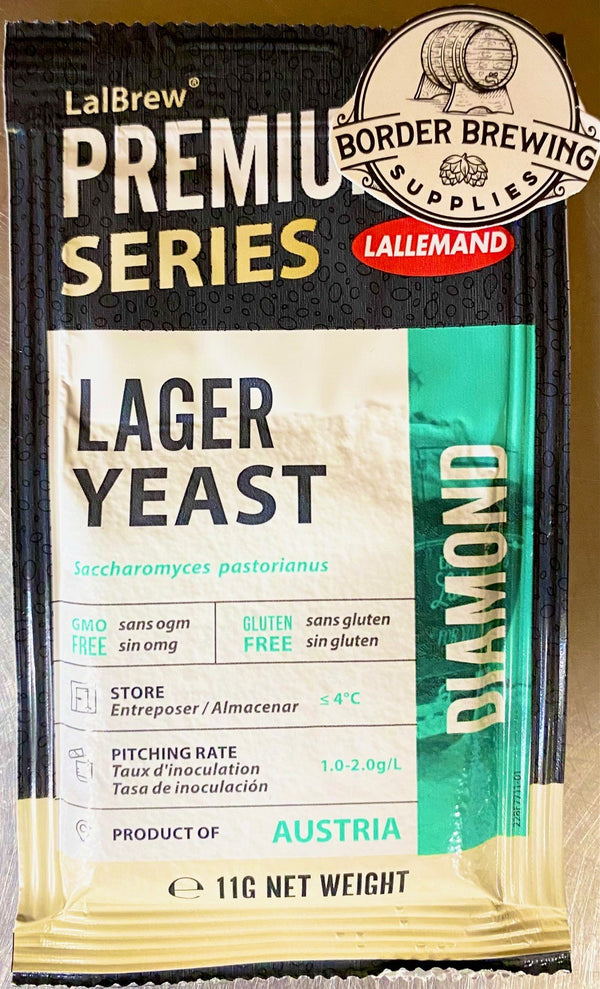 LalBrew®
PREMIU
SERIES
BORDER BREWING
SUPPLIES
LALLEMAND
LAGER
YEAST
DIAMOND
Saccharomyces pastorianus
GMO FREE
sans ogm
sin omg
GLUTEN FREE
sans gluten
sin gluten
STORE
Entreposer / Almacenar
≤ 4°C
PITCHING RATE
Taux d'inoculation
Tasa de inoculación
1.0-2.0g/L
PRODUCT OF AUSTRIA
℮ 11G NET WEIGHT